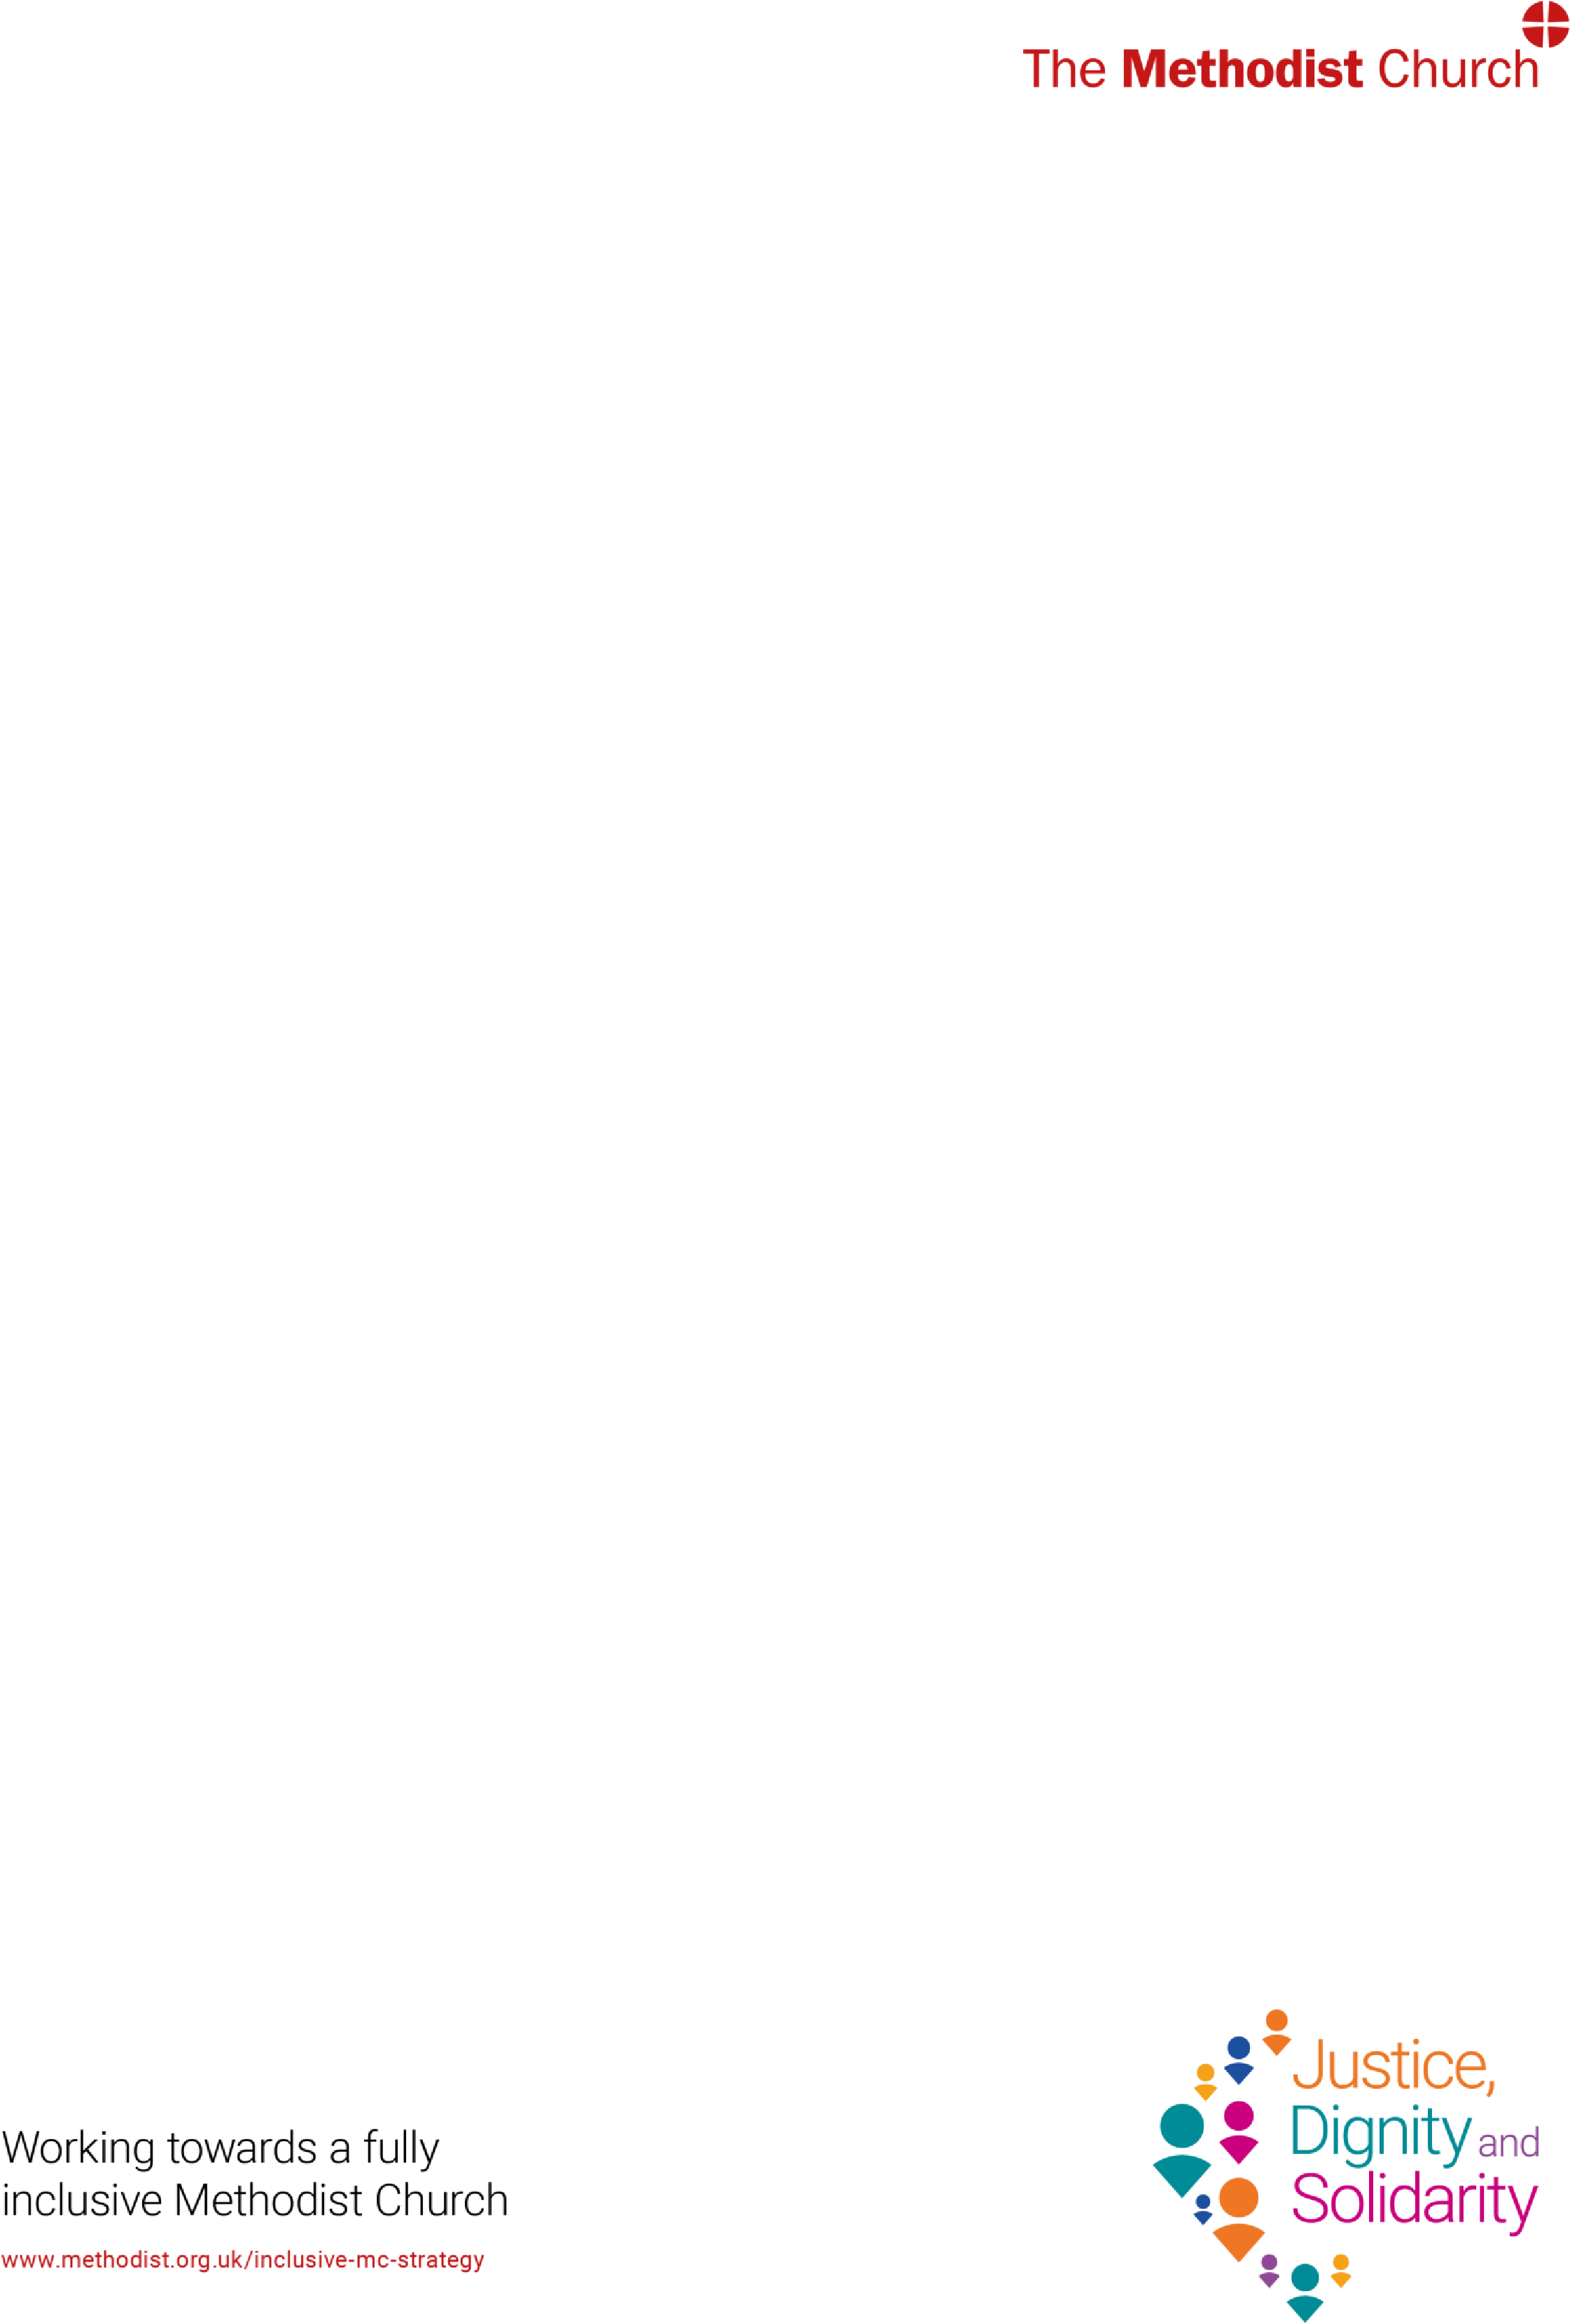 The Methodist Church
Justice,
Dignity and
Solidarity
Working towards a fully
inclusive Methodist Church
www.methodist.org.uk/inclusive-mc-strategy